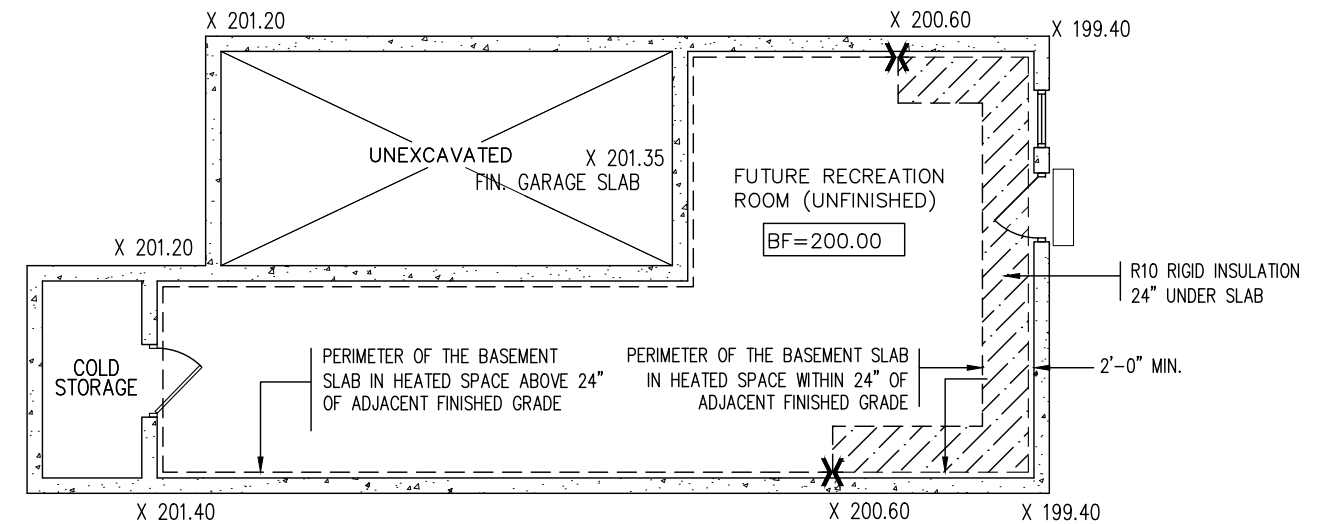 X 201.20
X 200.60
X 199.40
UNEXCAVATED
X 201.35
FIN. GARAGE SLAB
FUTURE RECREATION
ROOM (UNFINISHED)
BF=200.00
X 201.20
R10 RIGID INSULATION
24" UNDER SLAB
COLD
STORAGE
PERIMETER OF THE BASEMENT
SLAB IN HEATED SPACE ABOVE 24"
OF ADJACENT FINISHED GRADE
PERIMETER OF THE BASEMENT SLAB
IN HEATED SPACE WITHIN 24" OF
ADJACENT FINISHED GRADE
2'-0" MIN.
X 201.40
X 200.60
X 199.40